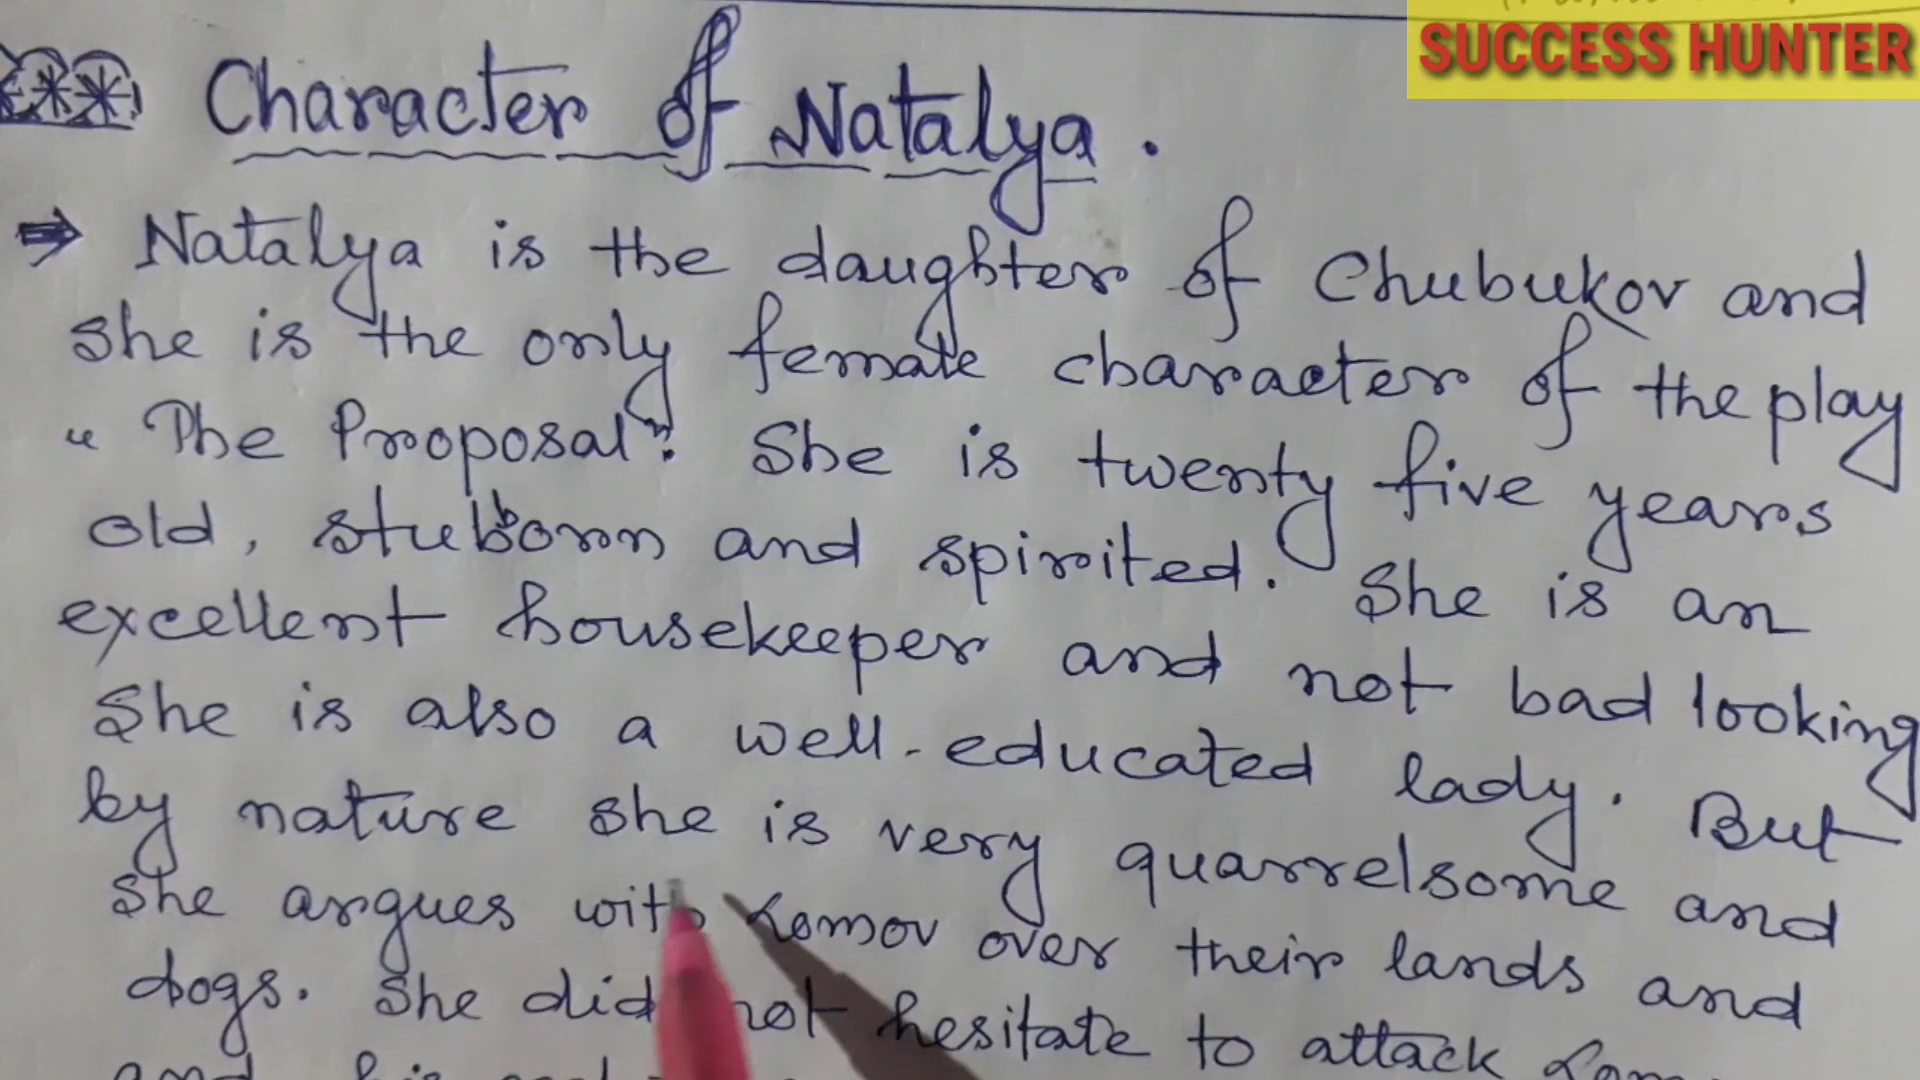 SUCCESS HUNTER
Character of Natalya.
⇒ Natalya is the daughter of Chubukov and
she is the only female character of the play
"The Proposal". She is twenty five years
old, stubborn and spirited. She is an
excellent housekeeper and not bad looking
She is also a well-educated lady. But
by nature she is very quarrelsome and
she argues with Lomov over their lands and
dogs. She did not hesitate to attack
and his